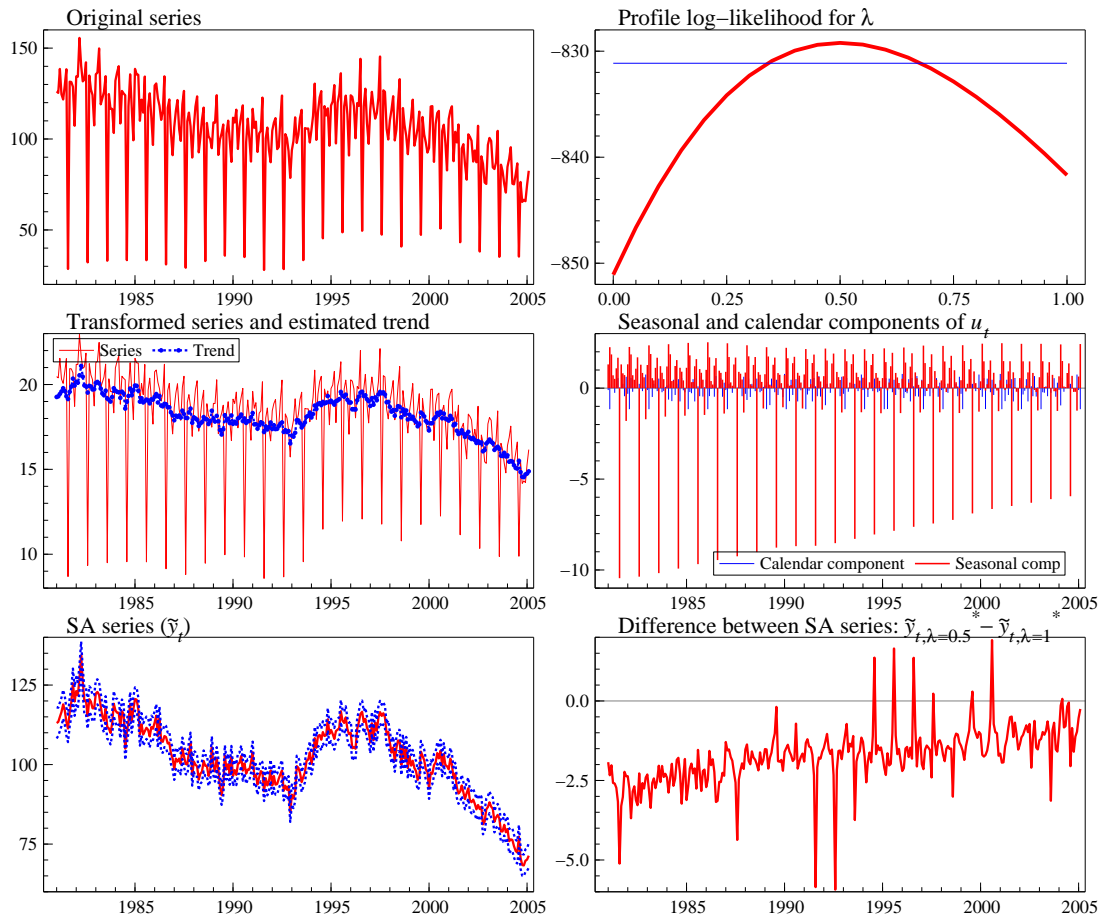 Original series
150
100
50
1985 1990 1995 2000 2005
Profile log−likelihood for λ
−830
−840
−850
0.00 0.25 0.50 0.75 1.00
Transformed series and estimated trend
Series Trend
20
15
10
1985 1990 1995 2000 2005
Seasonal and calendar components of u_t
0
−5
−10
Calendar component Seasonal comp
1985 1990 1995 2000 2005
SA series (ỹ_t)
125
100
75
1985 1990 1995 2000 2005
Difference between SA series: ỹ_{t,λ=0.5}* − ỹ_{t,λ=1}*
0.0
−2.5
−5.0
1985 1990 1995 2000 2005